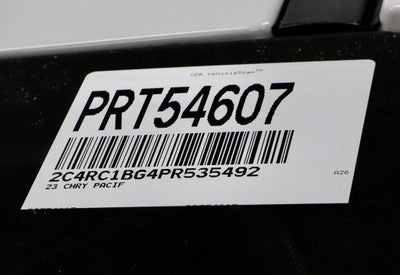 CDK VehicleScan™
PRT54607
2C4RC1BG4PR535492
23 CHRY PACIF
A26